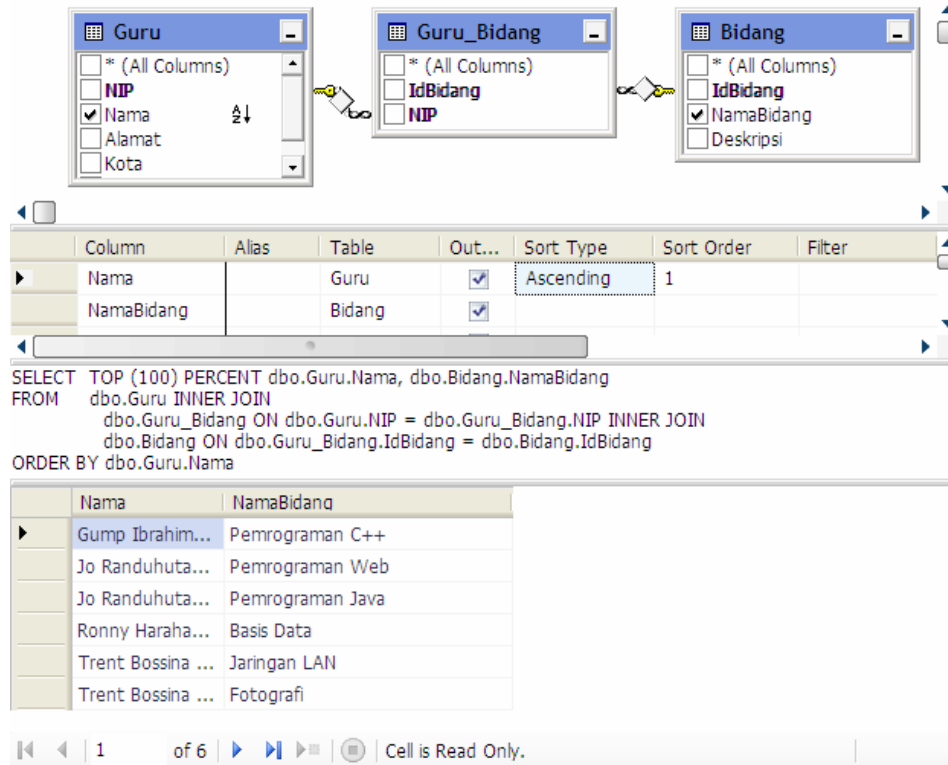 Guru
* (All Columns)
NIP
Nama
Alamat
Kota
Guru_Bidang
* (All Columns)
IdBidang
NIP
Bidang
* (All Columns)
IdBidang
NamaBidang
Deskripsi
Column Alias Table Out... Sort Type Sort Order Filter
Nama Guru Ascending 1
NamaBidang Bidang
SELECT TOP (100) PERCENT dbo.Guru.Nama, dbo.Bidang.NamaBidang
FROM dbo.Guru INNER JOIN
dbo.Guru_Bidang ON dbo.Guru.NIP = dbo.Guru_Bidang.NIP INNER JOIN
dbo.Bidang ON dbo.Guru_Bidang.IdBidang = dbo.Bidang.IdBidang
ORDER BY dbo.Guru.Nama
Nama NamaBidang
Gump Ibrahim... Pemrograman C++
Jo Randuhuta... Pemrograman Web
Jo Randuhuta... Pemrograman Java
Ronny Haraha... Basis Data
Trent Bossina ... Jaringan LAN
Trent Bossina ... Fotografi
1 of 6 Cell is Read Only.